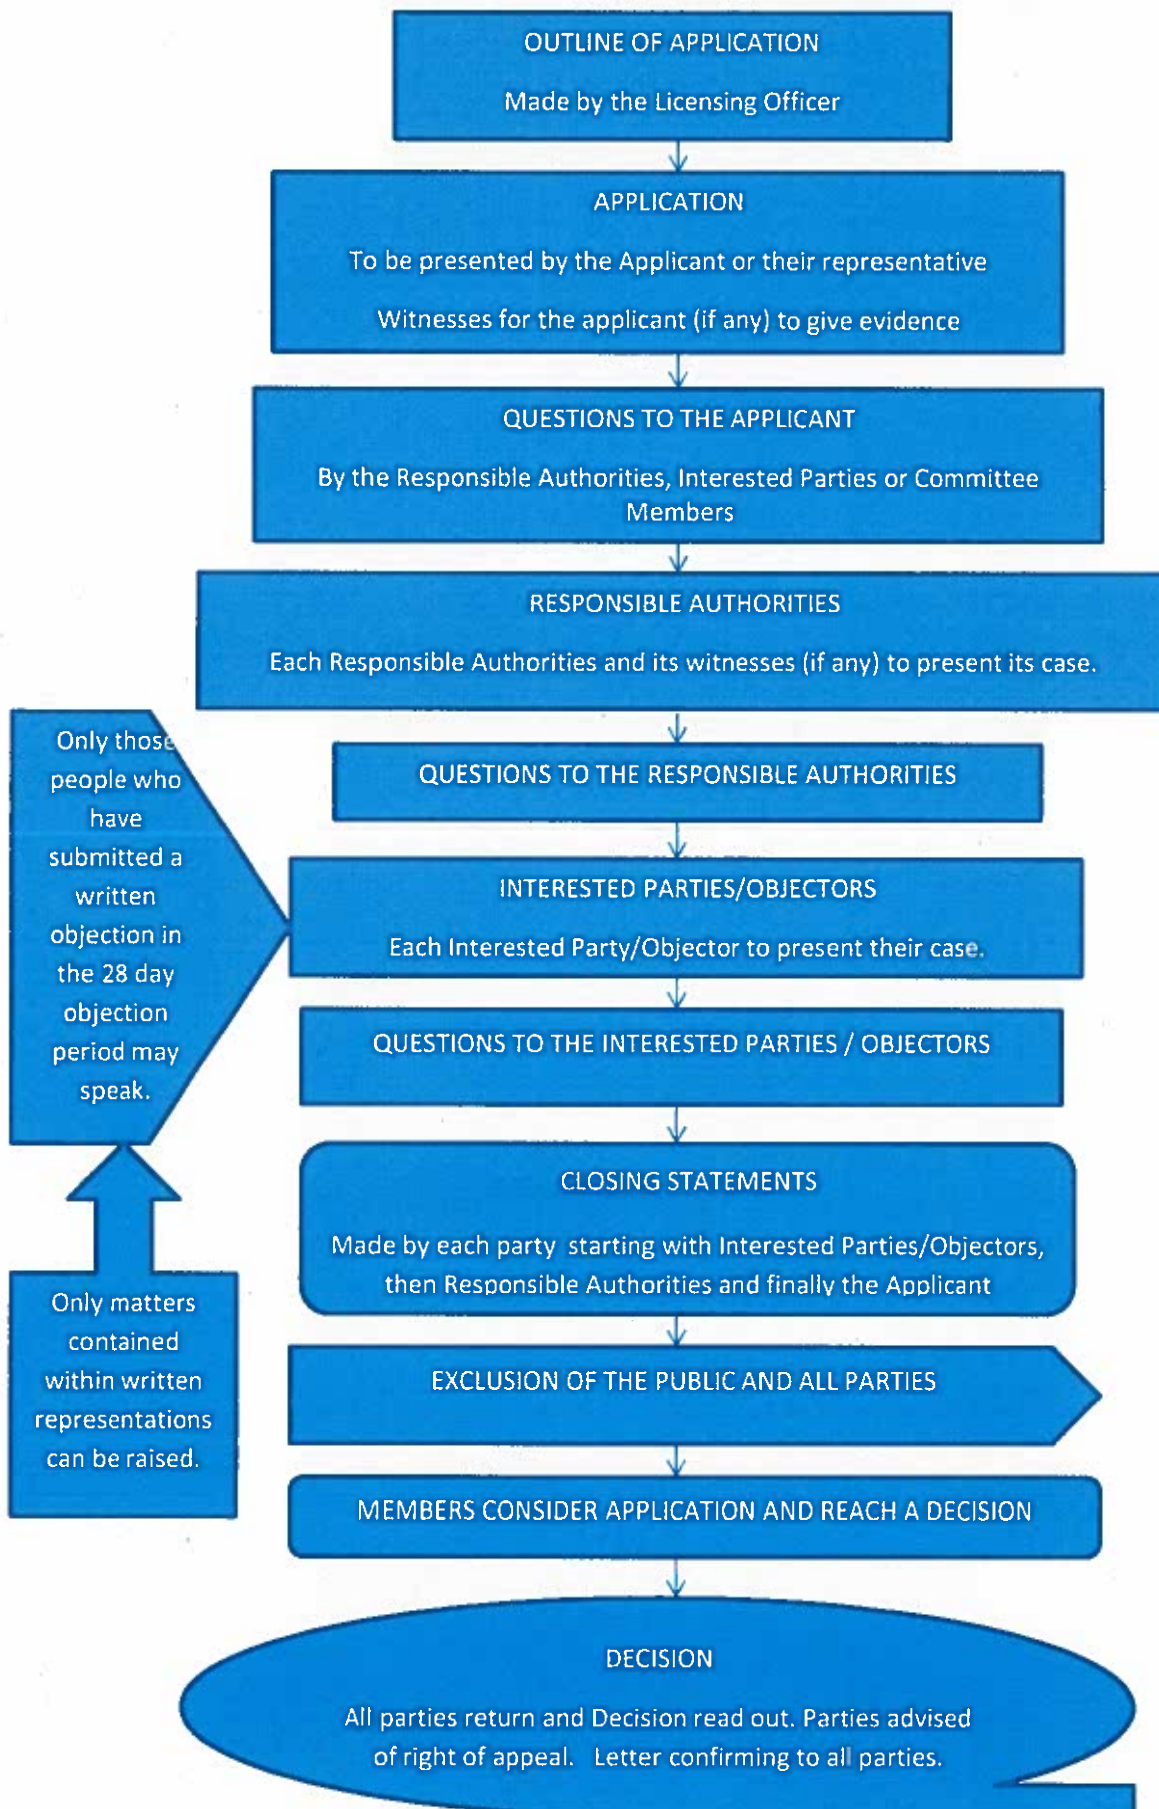 OUTLINE OF APPLICATION
Made by the Licensing Officer
APPLICATION
To be presented by the Applicant or their representative
Witnesses for the applicant (if any) to give evidence
QUESTIONS TO THE APPLICANT
By the Responsible Authorities, Interested Parties or Committee
Members
RESPONSIBLE AUTHORITIES
Each Responsible Authorities and its witnesses (if any) to present its case.
QUESTIONS TO THE RESPONSIBLE AUTHORITIES
Only those
people who
have
submitted a
written
objection in
the 28 day
objection
period may
speak.
INTERESTED PARTIES/OBJECTORS
Each Interested Party/Objector to present their case.
QUESTIONS TO THE INTERESTED PARTIES / OBJECTORS
CLOSING STATEMENTS
Made by each party starting with Interested Parties/Objectors,
then Responsible Authorities and finally the Applicant
Only matters
contained
within written
representations
can be raised.
EXCLUSION OF THE PUBLIC AND ALL PARTIES
MEMBERS CONSIDER APPLICATION AND REACH A DECISION
DECISION
All parties return and Decision read out. Parties advised
of right of appeal. Letter confirming to all parties.